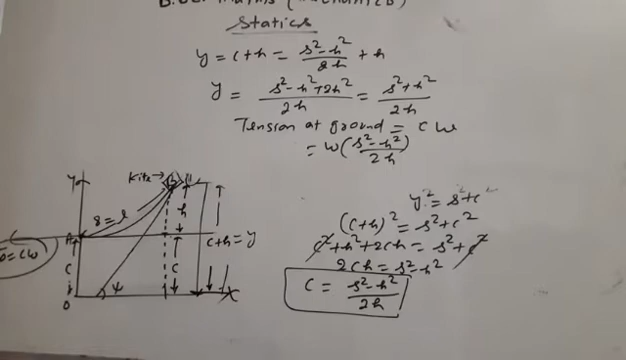 Statics
y = c+h = s²-h²/2h + h
y = s²-h²+2h²/2h = s²+h²/2h
Tension at ground = c w
= w(s²-h²/2h)
Kite→
y
s=l
h
c+h=y
A
c
c
ψ
O
X
=cw
y² = s²+c²
(c+h)² = s²+c²
c²+h²+2ch = s²+c²
2ch = s²-h²
c = s²-h²/2h